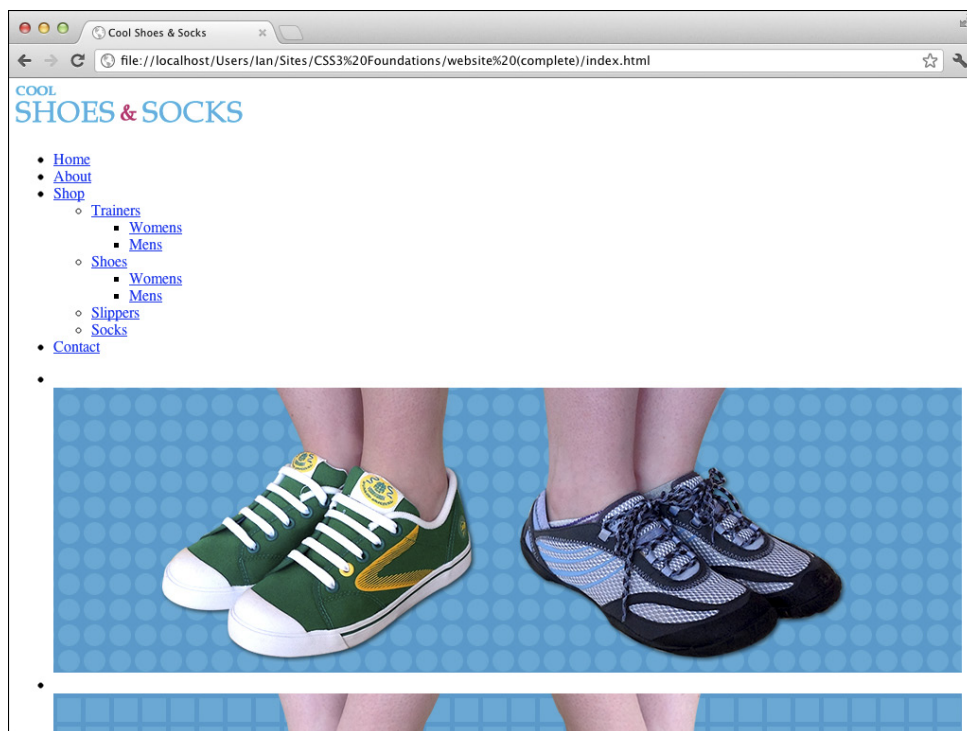 Cool Shoes & Socks
file://localhost/Users/Ian/Sites/CSS3%20Foundations/website%20(complete)/index.html
COOL
SHOES & SOCKS
Home
About
Shop
Trainers
Womens
Mens
Shoes
Womens
Mens
Slippers
Socks
Contact